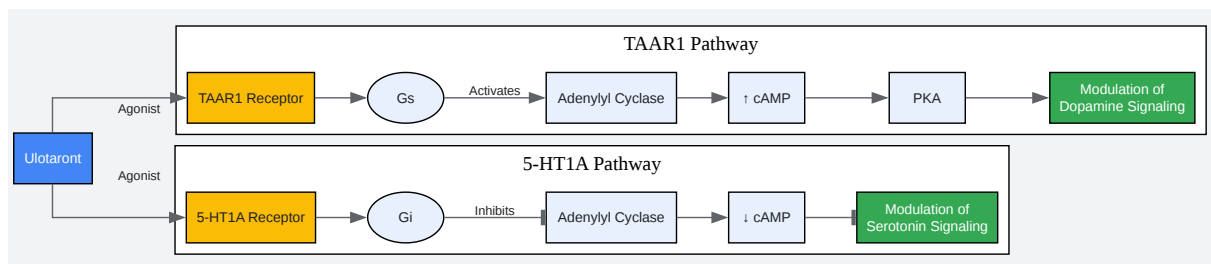 TAAR1 Pathway
TAAR1 Receptor
Gs
Activates
Adenylyl Cyclase
↑ cAMP
PKA
Modulation of
Dopamine Signaling
Agonist
Ulotaront
Agonist
5-HT1A Pathway
5-HT1A Receptor
Gi
Inhibits
Adenylyl Cyclase
↓ cAMP
Modulation of
Serotonin Signaling